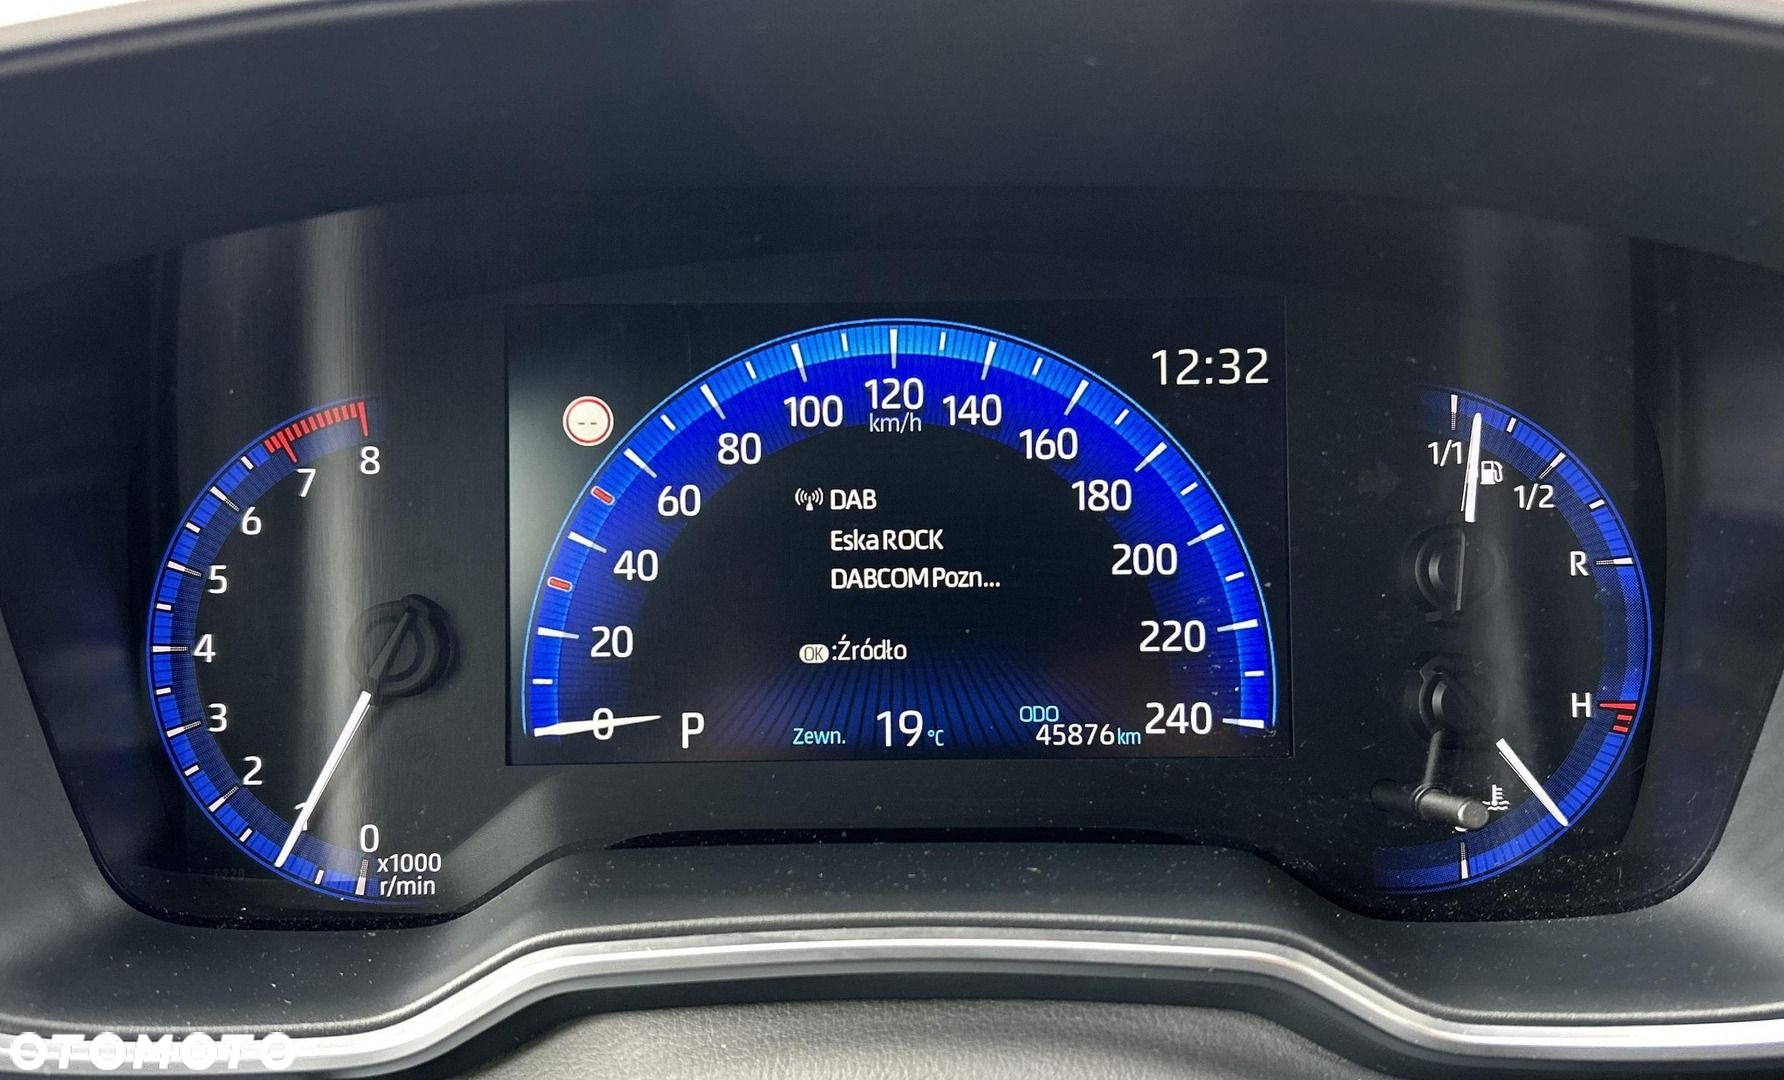 12:32
--
0
20
40
60
80
100
120
km/h
140
160
180
200
220
240
DAB
Eska ROCK
DABCOM Pozn...
OK :Źródło
P
Zewn. 19 °C
ODO
45876 km
8
7
6
5
4
3
2
1
0
x1000
r/min
1/1
1/2
R
H
OTOMOTO